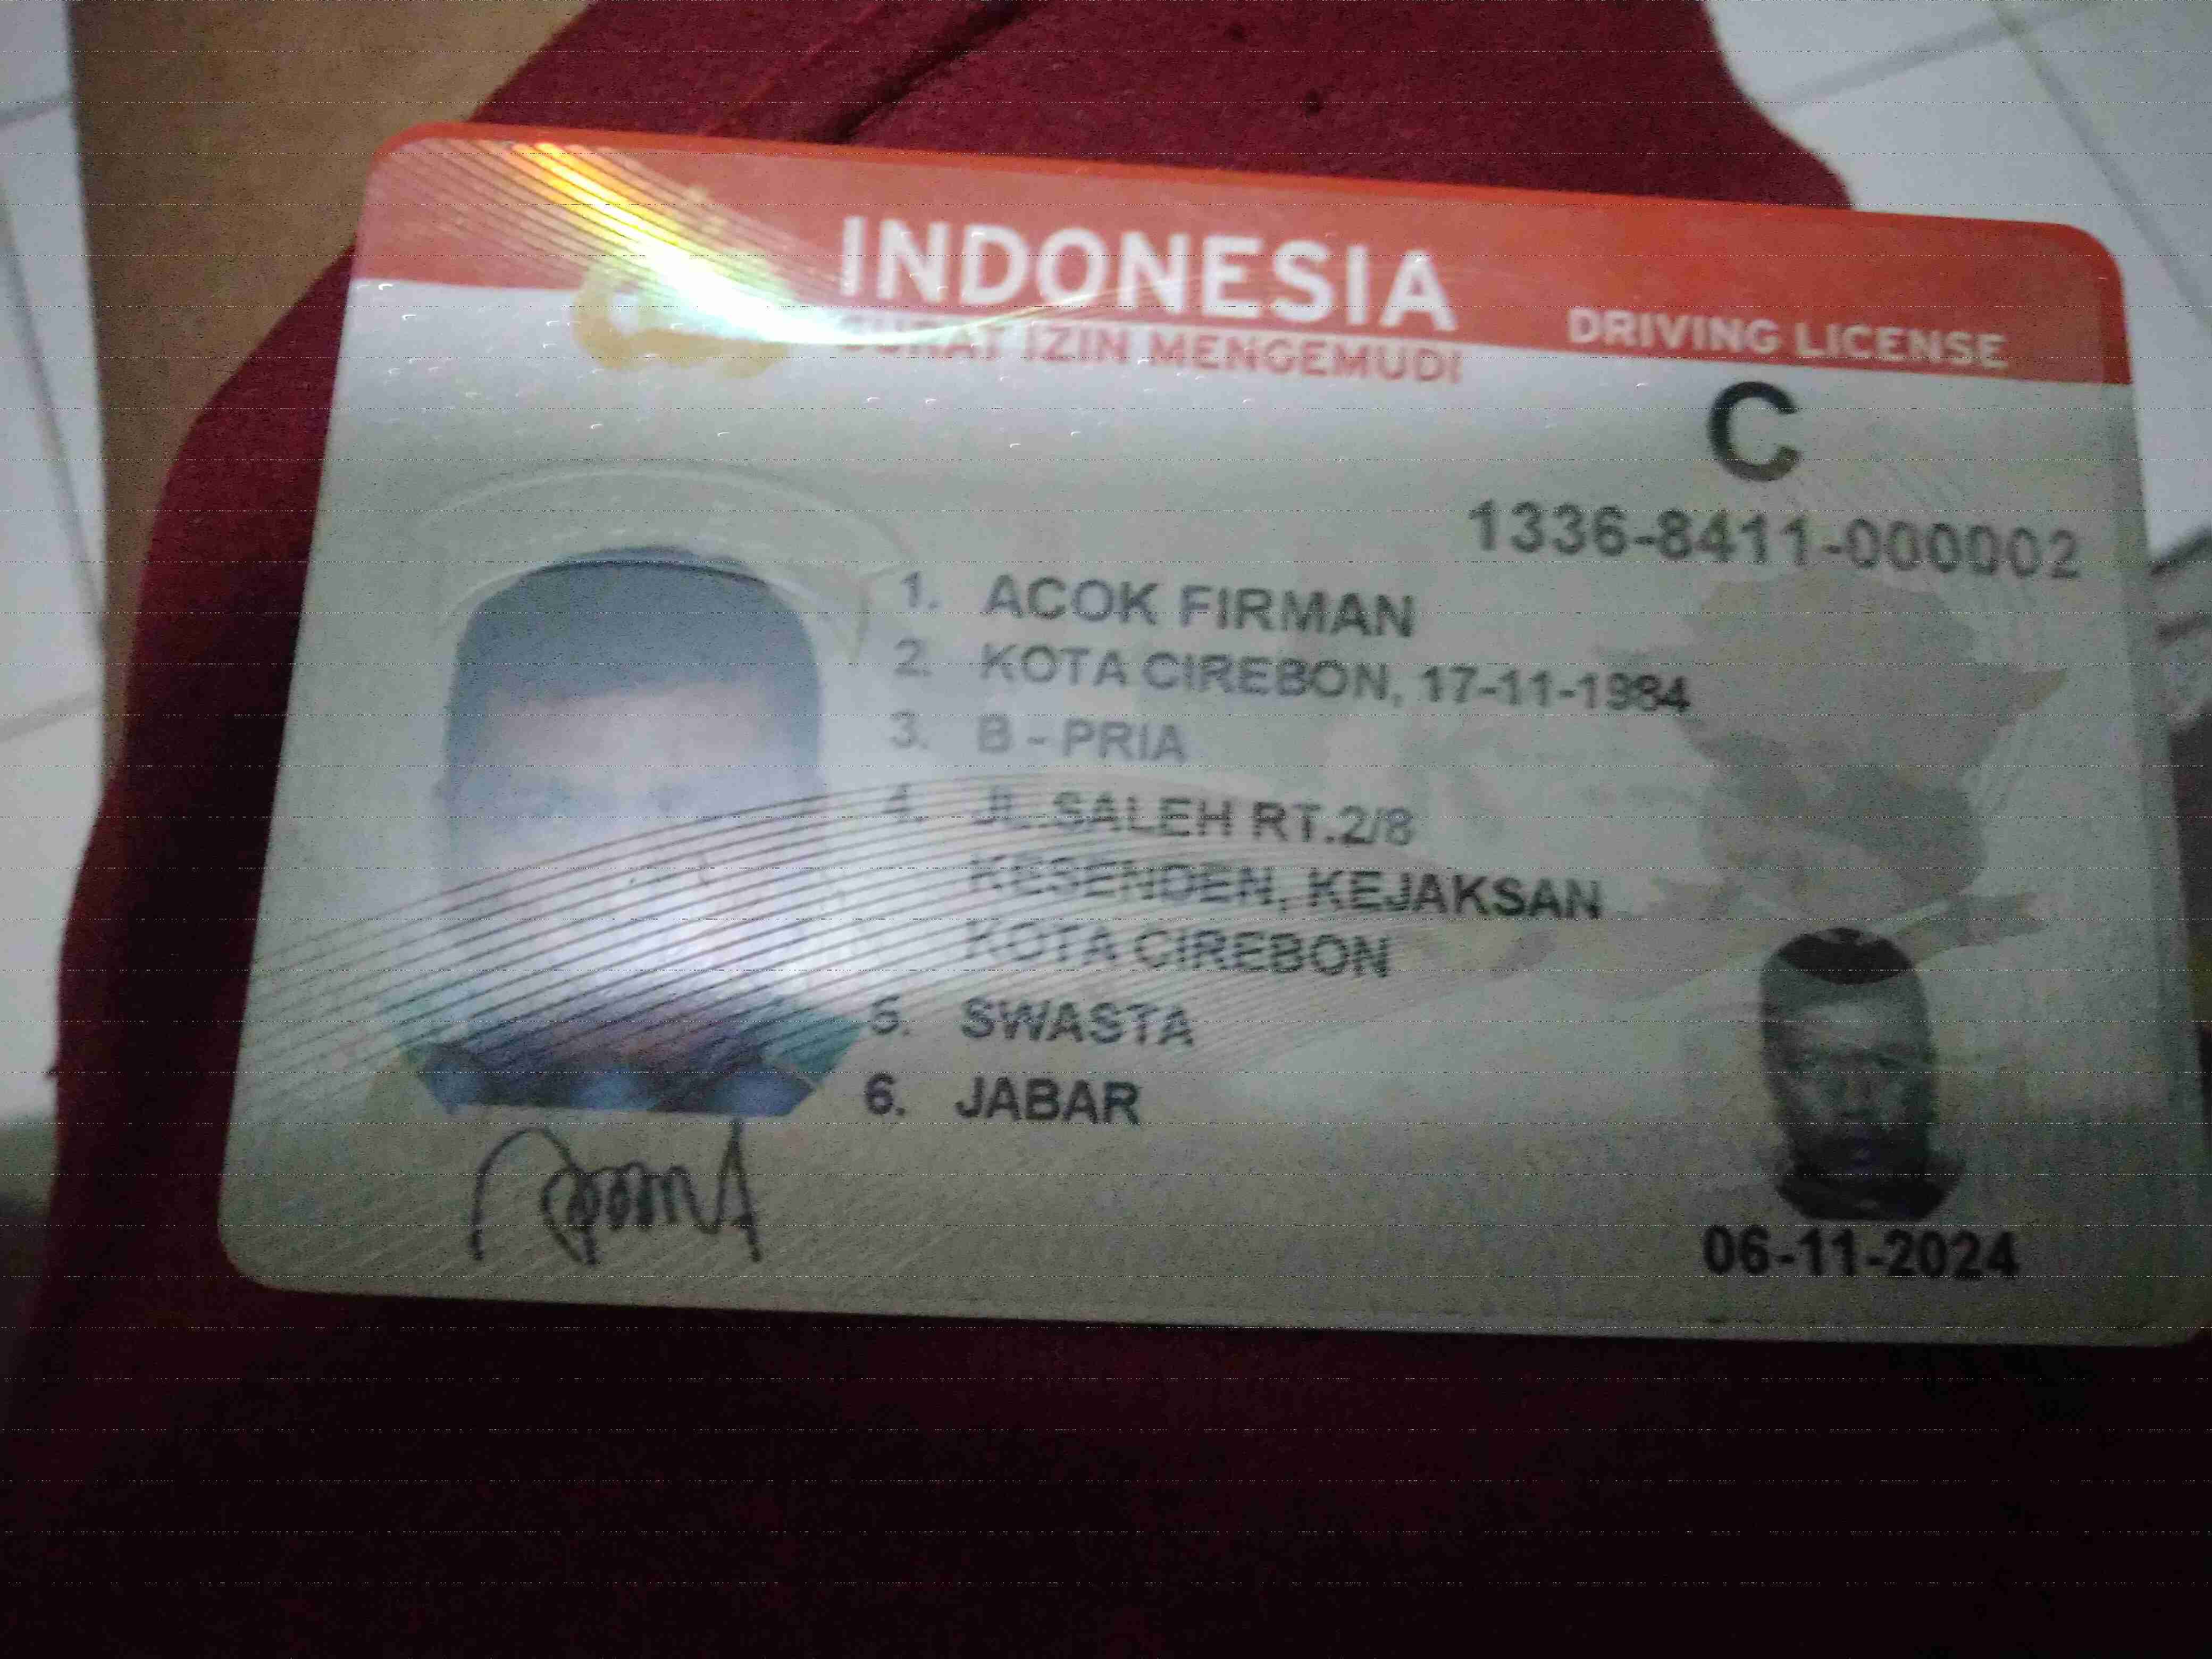 INDONESIA
SURAT IZIN MENGEMUDI
DRIVING LICENSE
C
1336-8411-000002
1. ACOK FIRMAN
2. KOTA CIREBON, 17-11-1984
3. B - PRIA
4. JL.SALEH RT.2/8
KESENDEN, KEJAKSAN
KOTA CIREBON
5. SWASTA
6. JABAR
06-11-2024